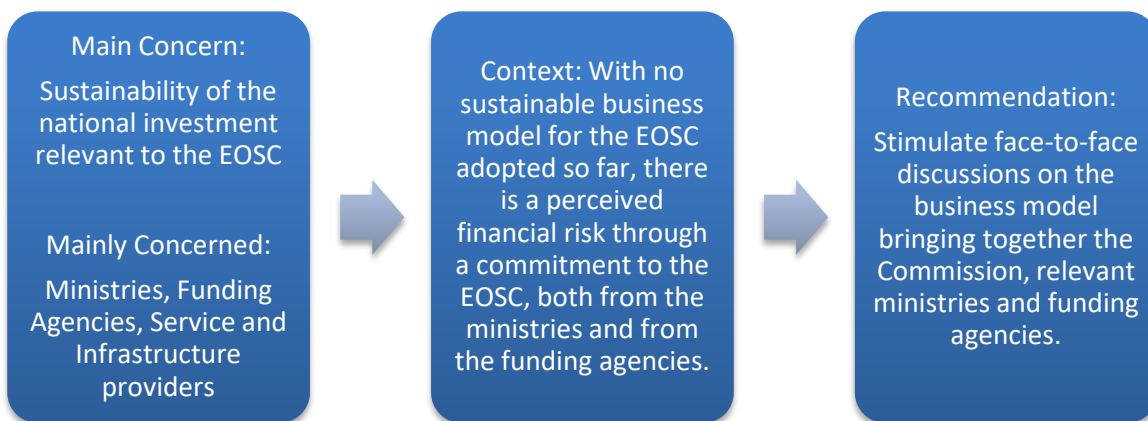 Main Concern:
Sustainability of the
national investment
relevant to the EOSC
Mainly Concerned:
Ministries, Funding
Agencies, Service and
Infrastructure
providers
Context: With no
sustainable business
model for the EOSC
adopted so far, there
is a perceived
financial risk through
a commitment to the
EOSC, both from the
ministries and from
the funding agencies.
Recommendation:
Stimulate face-to-face
discussions on the
business model
bringing together the
Commission, relevant
ministries and funding
agencies.